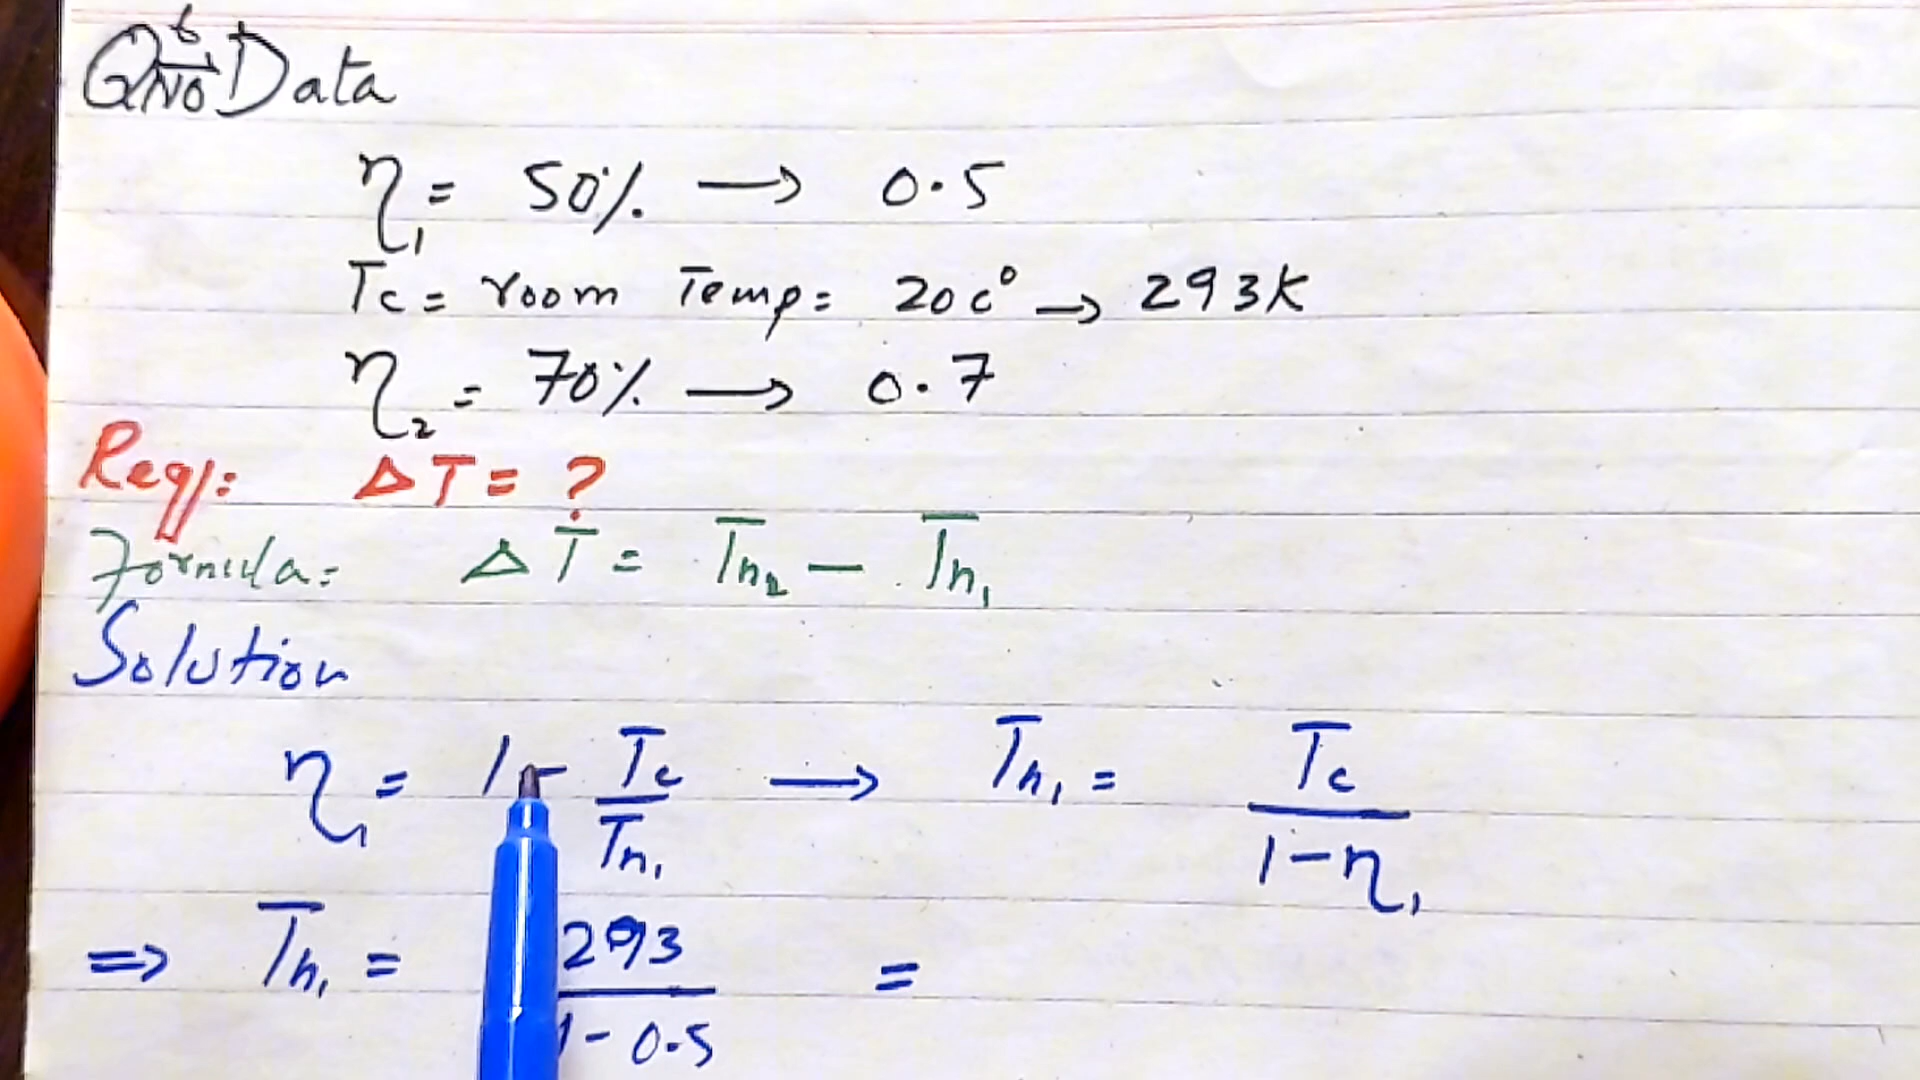 Q No 6 Data
η₁ = 50% → 0.5
Tc = room Temp = 20c° → 293K
η₂ = 70% → 0.7
Req: ΔT = ?
Formula: ΔT = Th₂ − Th₁
Solution
η₁ = 1 − Tc/Th₁ → Th₁ = Tc/(1−η₁)
⇒ Th₁ = 293/(1−0.5) =